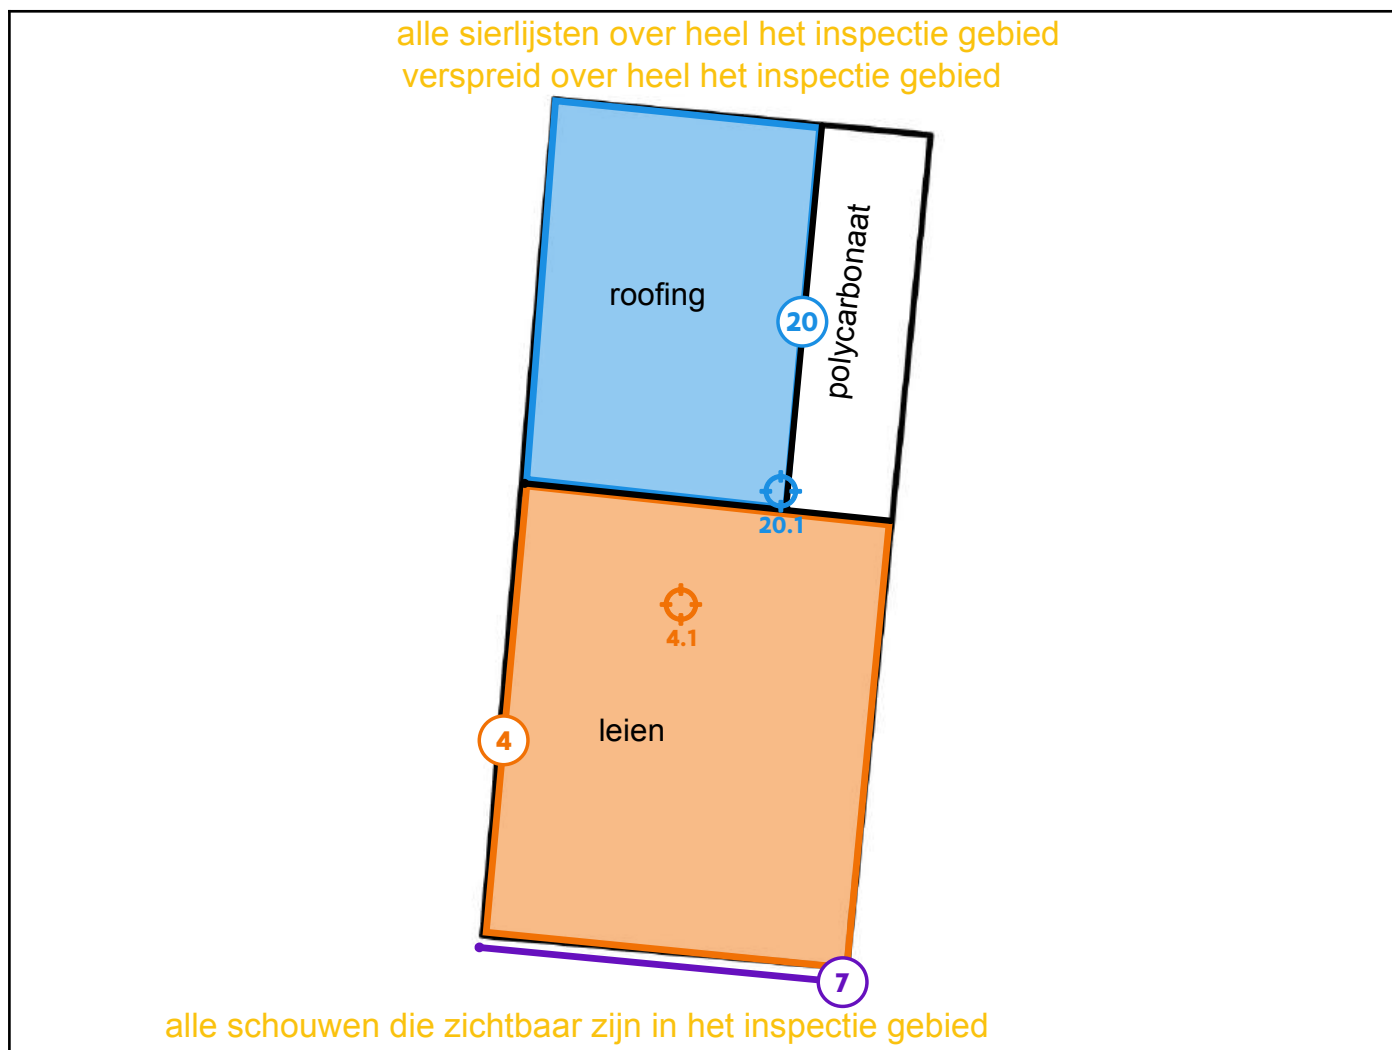 alle sierlijsten over heel het inspectie gebied
verspreid over heel het inspectie gebied
roofing
20
polycarbonaat
20.1
4.1
leien
4
7
alle schouwen die zichtbaar zijn in het inspectie gebied